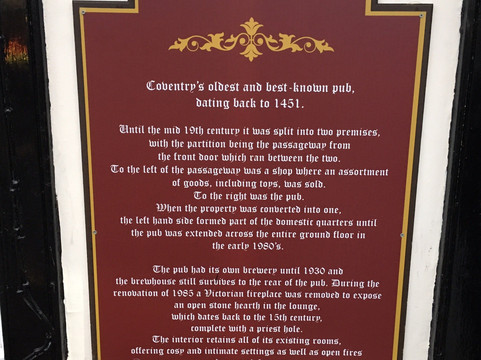 Coventry's oldest and best-known pub,
dating back to 1451.
Until the mid 19th century it was split into two premises,
with the partition being the passageway from
the front door which ran between the two.
To the left of the passageway was a shop where an assortment
of goods, including toys, was sold.
To the right was the pub.
When the property was converted into one,
the left hand side formed part of the domestic quarters until
the pub was extended across the entire ground floor in
the early 1980's.
The pub had its own brewery until 1930 and
the brewhouse still survives to the rear of the pub. During the
renovation of 1985 a Victorian fireplace was removed to expose
an open stone hearth in the lounge,
which dates back to the 15th century,
complete with a priest hole.
The interior retains all of its existing rooms,
offering cosy and intimate settings as well as open fires